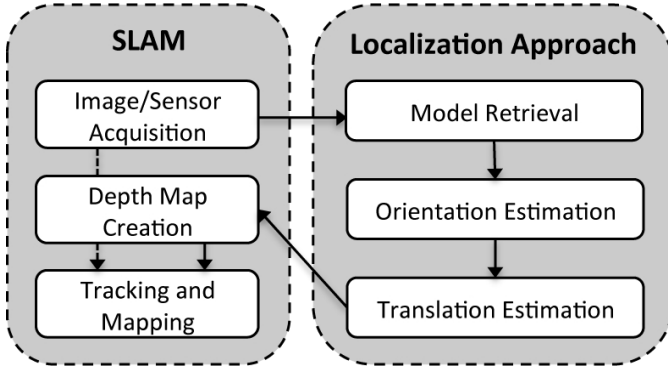 SLAM
Image/Sensor
Acquisition
Depth Map
Creation
Tracking and
Mapping
Localization Approach
Model Retrieval
Orientation Estimation
Translation Estimation